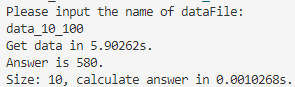 Please input the name of dataFile:
data_10_100
Get data in 5.90262s.
Answer is 580.
Size: 10, calculate answer in 0.0010268s.